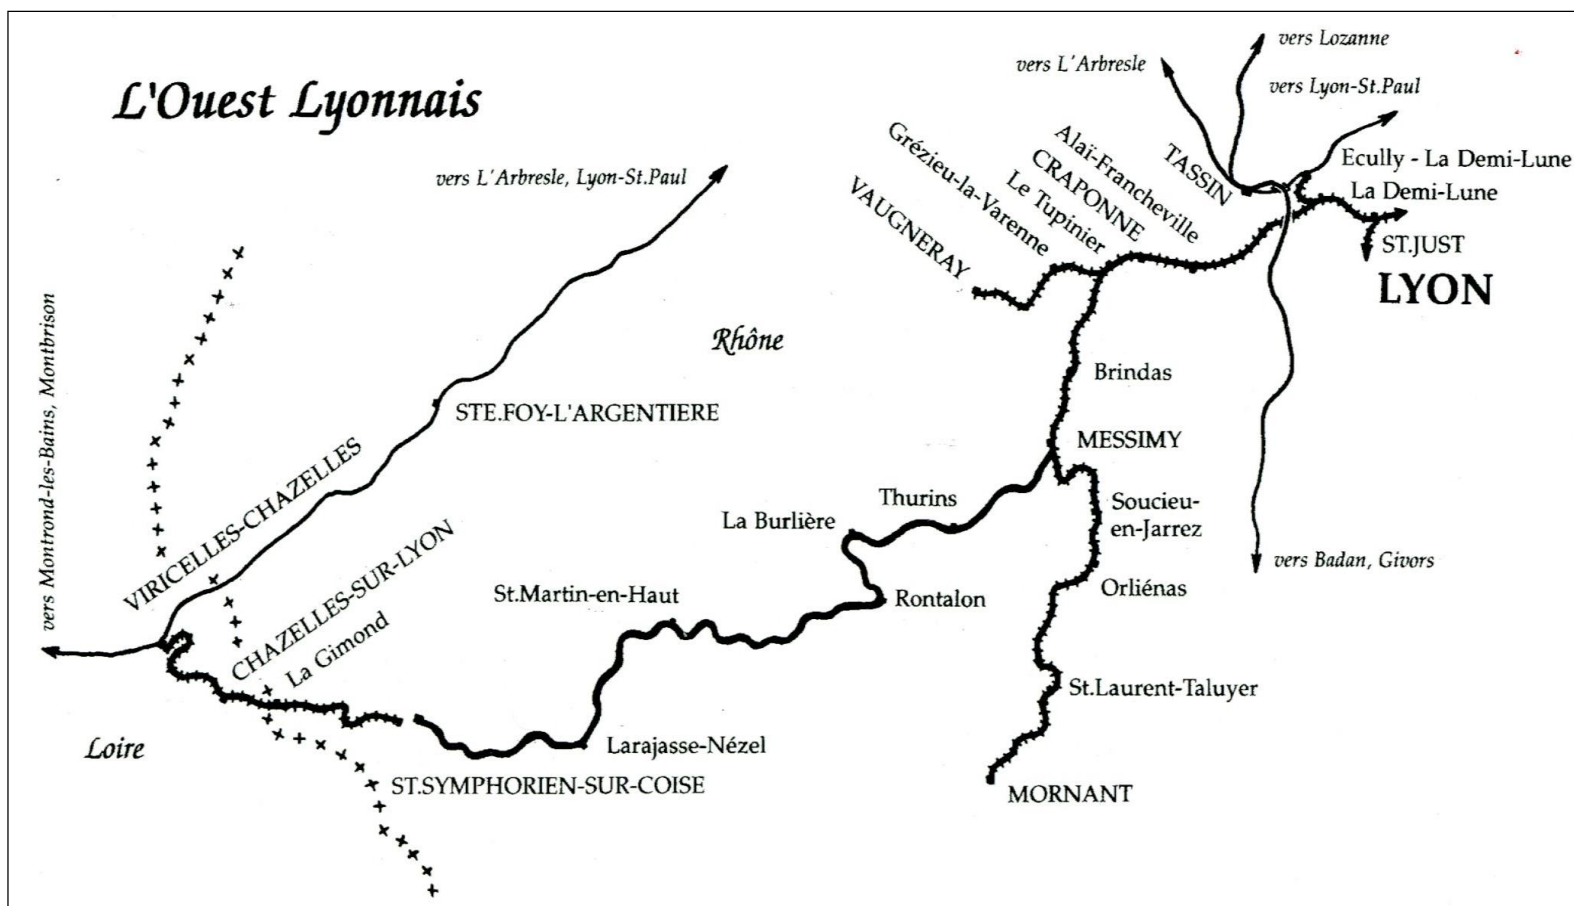 L'Ouest Lyonnais
vers Lozanne
vers L'Arbresle
vers Lyon-St.Paul
Ecully - La Demi-Lune
La Demi-Lune
TASSIN
Alaï-Francheville
CRAPONNE
Le Tupinier
Grézieu-la-Varenne
VAUGNERAY
ST.JUST
LYON
vers L'Arbresle, Lyon-St.Paul
Rhône
Brindas
STE.FOY-L'ARGENTIERE
MESSIMY
vers Montrond-les-Bains, Montbrison
VIRICELLES-CHAZELLES
CHAZELLES-SUR-LYON
La Gimond
Thurins
La Burlière
Soucieu-
en-Jarrez
vers Badan, Givors
St.Martin-en-Haut
Rontalon
Orliénas
St.Laurent-Taluyer
Loire
Larajasse-Nézel
ST.SYMPHORIEN-SUR-COISE
MORNANT